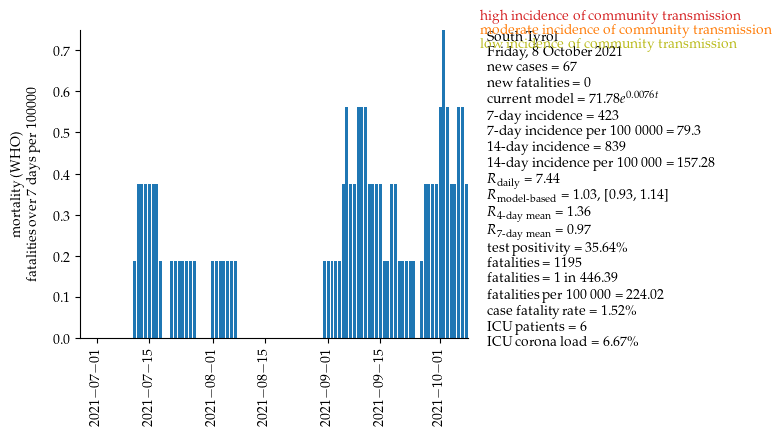 high incidence of community transmission
moderate incidence of community transmission
low incidence of community transmission
South Tyrol
Friday, 8 October 2021
new cases = 67
new fatalities = 0
current model = 71.78e^0.0076t
7-day incidence = 423
7-day incidence per 100 0000 = 79.3
14-day incidence = 839
14-day incidence per 100 000 = 157.28
R_daily = 7.44
R_model-based = 1.03, [0.93, 1.14]
R_4-day mean = 1.36
R_7-day mean = 0.97
test positivity = 35.64%
fatalities = 1195
fatalities = 1 in 446.39
fatalities per 100 000 = 224.02
case fatality rate = 1.52%
ICU patients = 6
ICU corona load = 6.67%
mortality (WHO)
fatalities over 7 days per 100000
0.7
0.6
0.5
0.4
0.3
0.2
0.1
0.0
2021−07−01
2021−07−15
2021−08−01
2021−08−15
2021−09−01
2021−09−15
2021−10−01